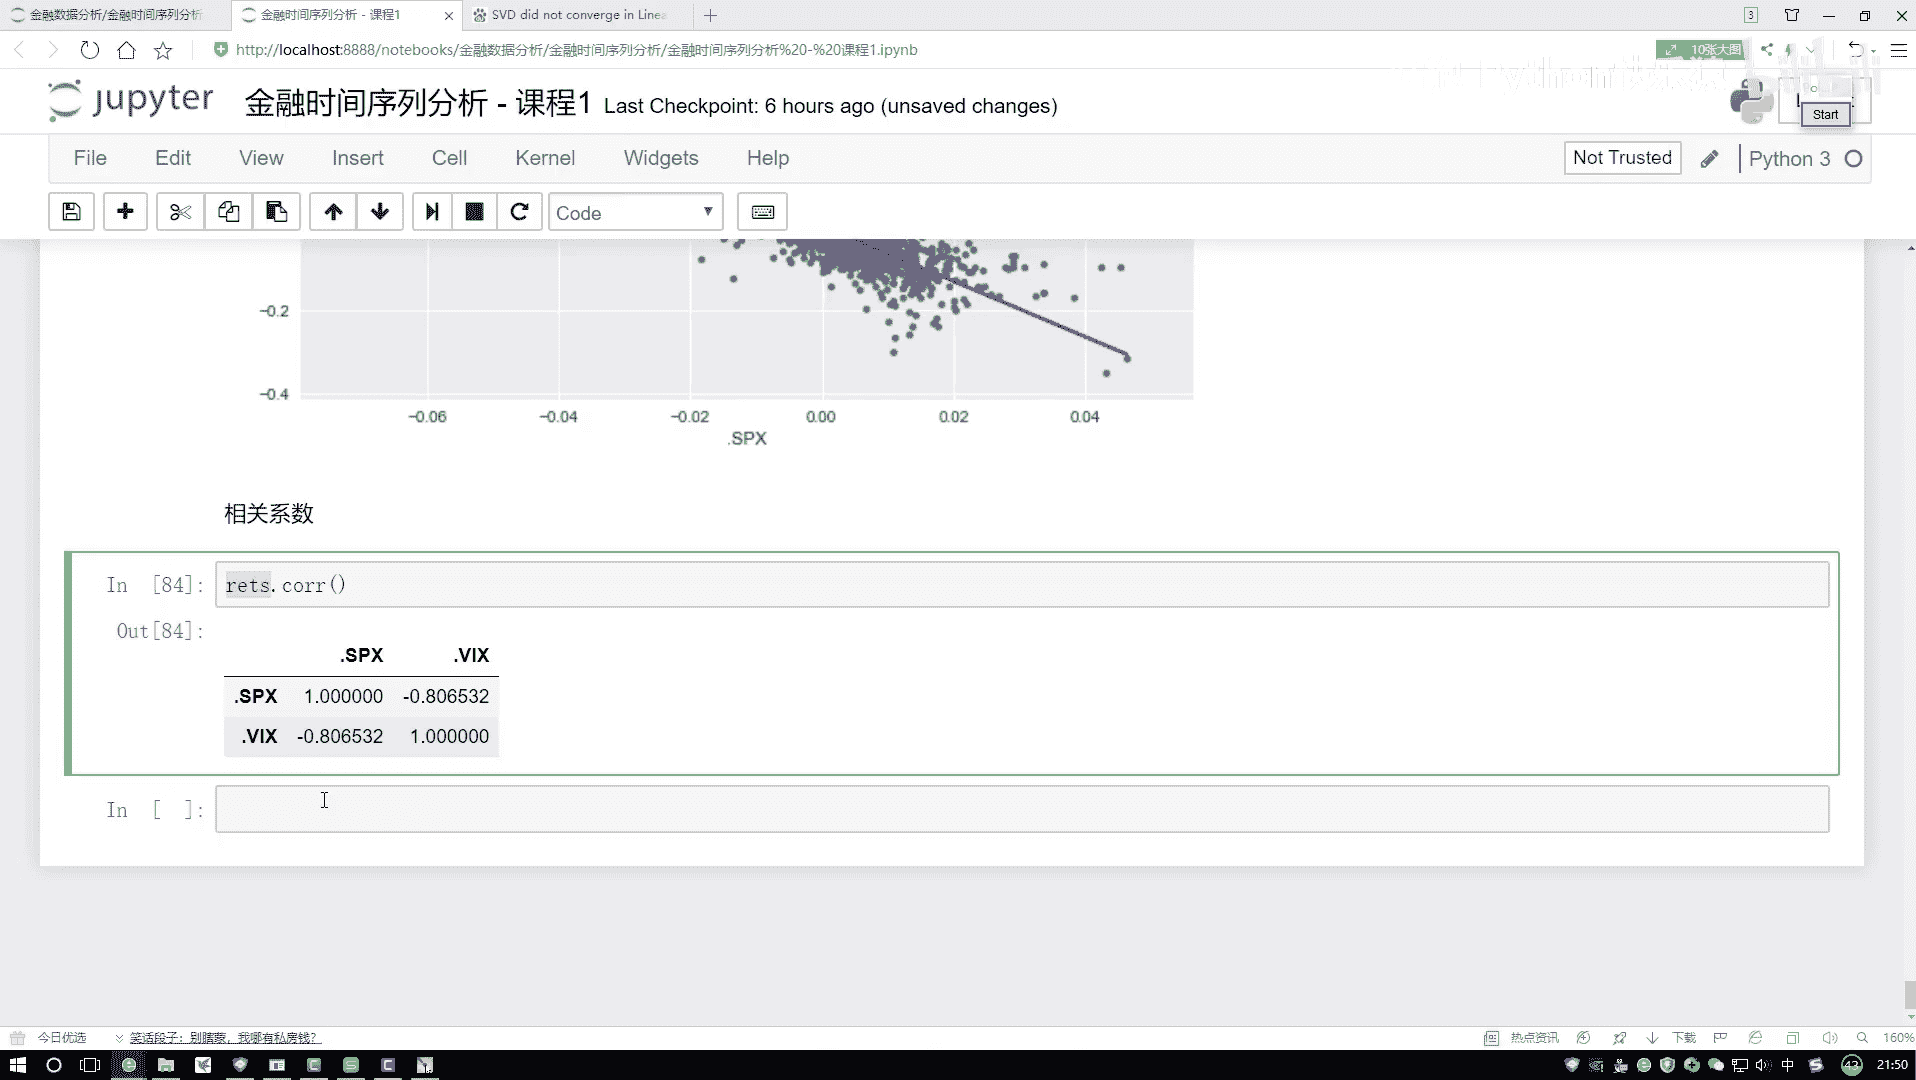 金融数据分析/金融时间序列分析
金融时间序列分析 - 课程1
SVD did not converge in Linea
3
http://localhost:8888/notebooks/金融数据分析/金融时间序列分析/金融时间序列分析%20-%20课程1.ipynb
10张大图
jupyter 金融时间序列分析 - 课程1 Last Checkpoint: 6 hours ago (unsaved changes)
Start
File Edit View Insert Cell Kernel Widgets Help
Not Trusted
Python 3
Code
−0.2
−0.4
−0.06 −0.04 −0.02 0.00 0.02 0.04
.SPX
相关系数
In [84]: rets.corr()
Out[84]:
.SPX .VIX
.SPX 1.000000 -0.806532
.VIX -0.806532 1.000000
In [ ]:
今日优选
笑话段子：别瞎蒙，我哪有私房钱？
热点资讯
下载
160%
中
43
21:50